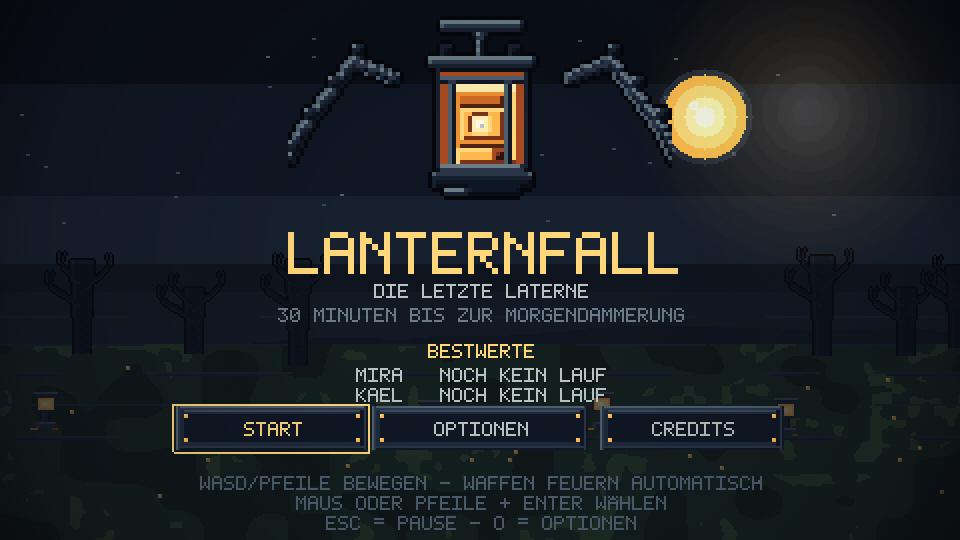 LANTERNFALL
DIE LETZTE LATERNE
30 MINUTEN BIS ZUR MORGENDAMMERUNG
BESTWERTE
MIRA NOCH KEIN LAUF
KAEL NOCH KEIN LAUF
START OPTIONEN CREDITS
WASD/PFEILE BEWEGEN - WAFFEN FEUERN AUTOMATISCH
MAUS ODER PFEILE + ENTER WÄHLEN
ESC = PAUSE - O = OPTIONEN